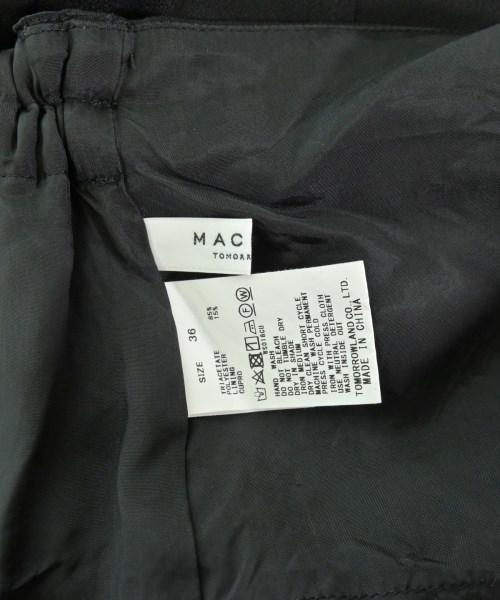 MAC
TOMORR
SIZE 36
TRIACETATE 85%
POLYESTER 15%
LINING
CUPRO
HAND WASH
DO NOT BLEACH
DO NOT TUMBLE DRY
DRY IN SHADE
IRON MEDIUM
DRY CLEAN SHORT CYCLE
MACHINE WASH PERMANENT
PRESS CYCLE COLD
IRON WITH PRESS CLOTH
USE NEUTRAL DETERGENT
WASH INSIDE OUT
TOMORROWLAND CO., LTD.
MADE IN CHINA